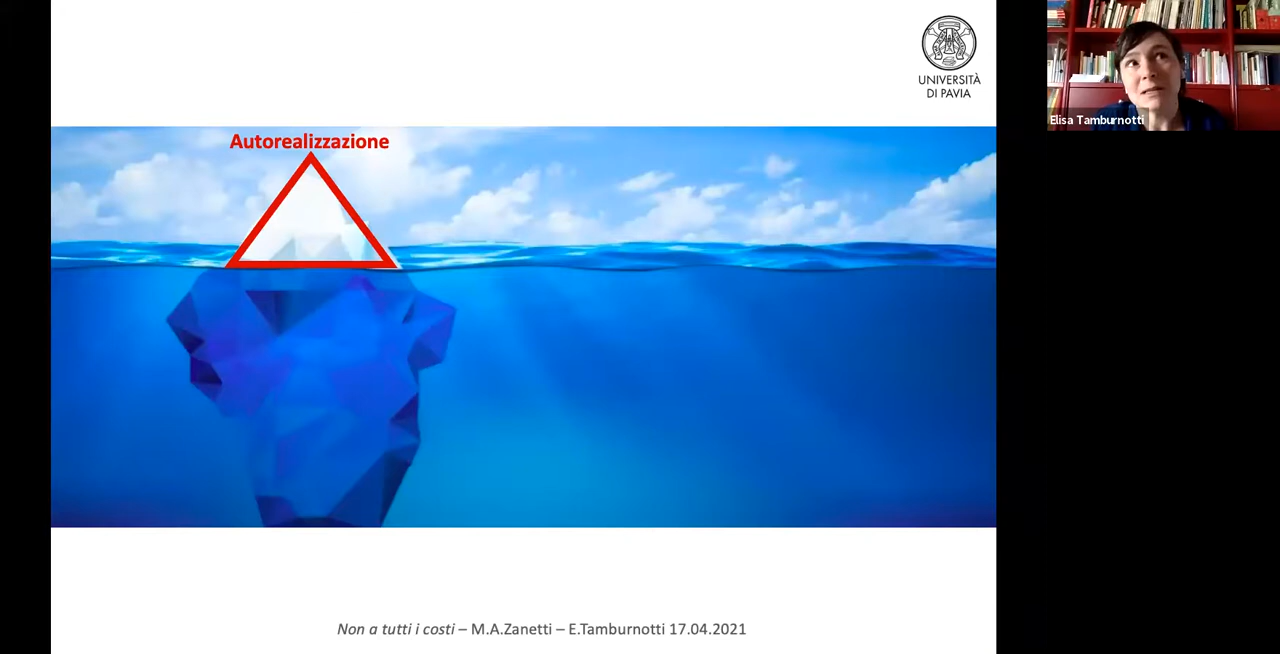 UNIVERSITÀ
DI PAVIA
Elisa Tamburnotti
Autorealizzazione
Non a tutti i costi – M.A.Zanetti – E.Tamburnotti 17.04.2021